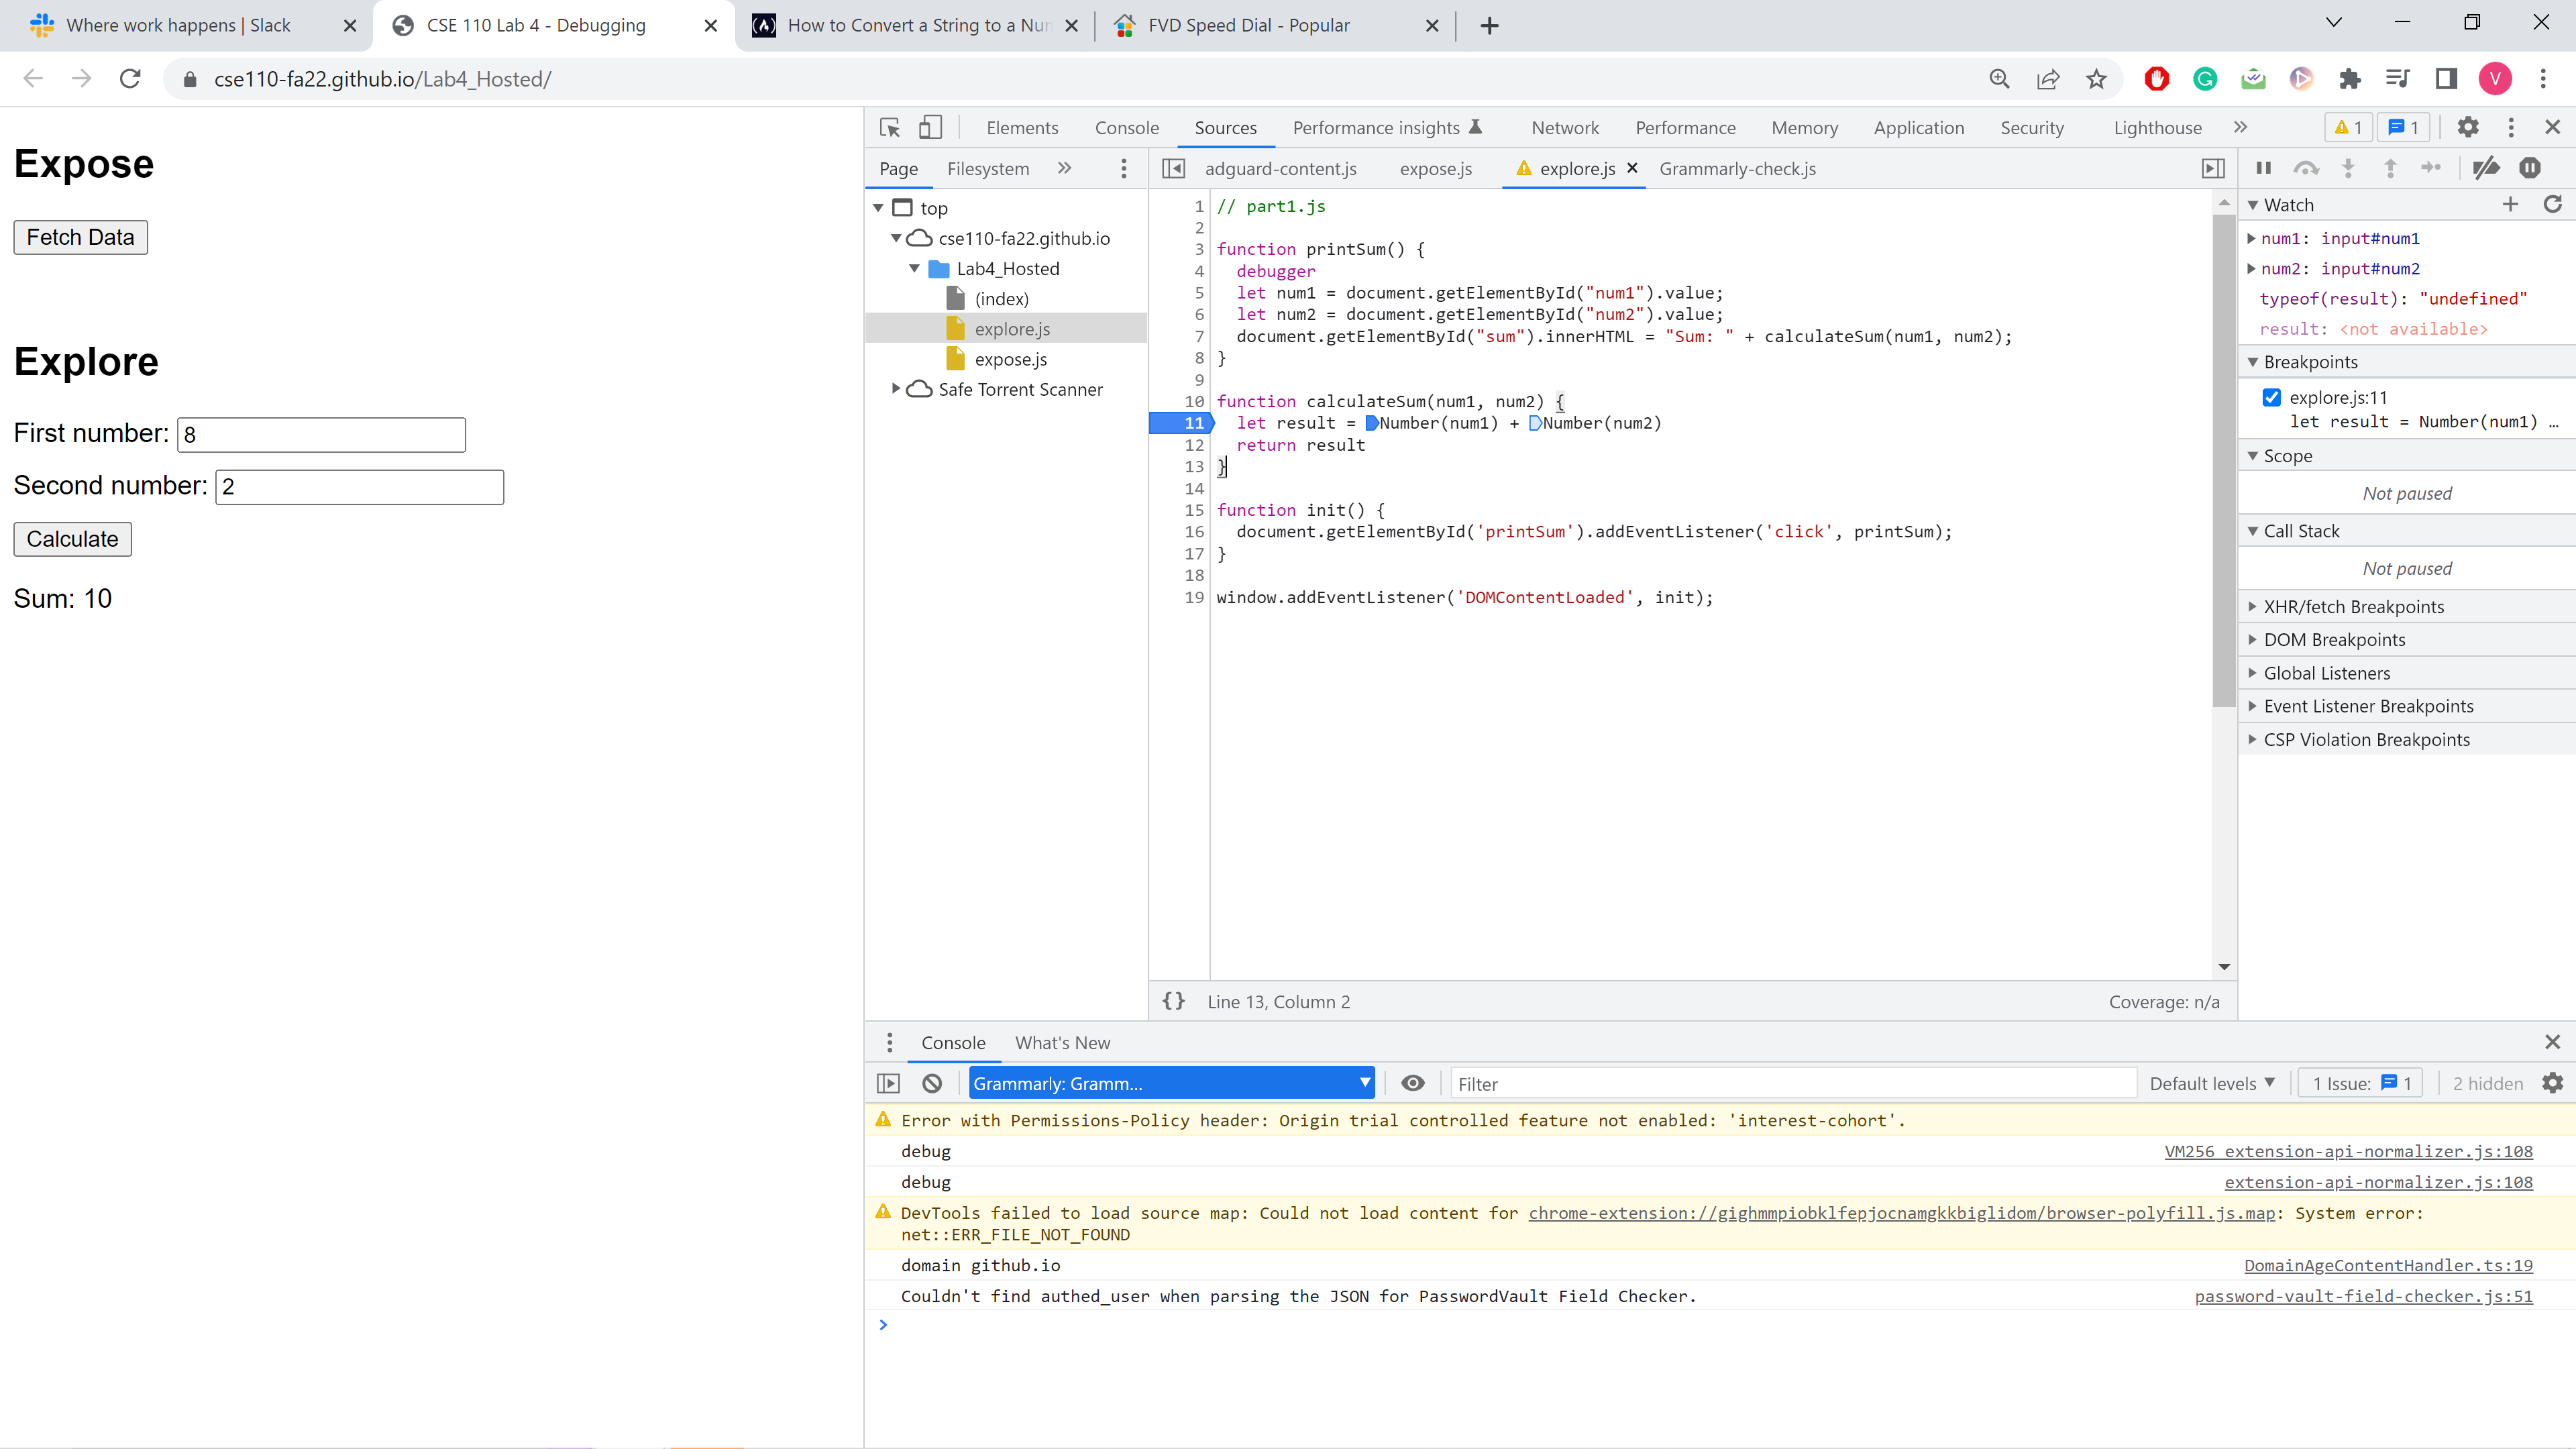 Where work happens | Slack
CSE 110 Lab 4 - Debugging
How to Convert a String to a Nun
FVD Speed Dial - Popular
cse110-fa22.github.io/Lab4_Hosted/
V
Expose
Fetch Data
Explore
First number: 8
Second number: 2
Calculate
Sum: 10
Elements Console Sources Performance insights Network Performance Memory Application Security Lighthouse 1 1
Page Filesystem
top
cse110-fa22.github.io
Lab4_Hosted
(index)
explore.js
expose.js
Safe Torrent Scanner
adguard-content.js expose.js explore.js Grammarly-check.js
1 // part1.js
2
3 function printSum() {
4 debugger
5 let num1 = document.getElementById("num1").value;
6 let num2 = document.getElementById("num2").value;
7 document.getElementById("sum").innerHTML = "Sum: " + calculateSum(num1, num2);
8 }
9
10 function calculateSum(num1, num2) {
11 let result = Number(num1) + Number(num2)
12 return result
13 }
14
15 function init() {
16 document.getElementById('printSum').addEventListener('click', printSum);
17 }
18
19 window.addEventListener('DOMContentLoaded', init);
{} Line 13, Column 2 Coverage: n/a
Watch
num1: input#num1
num2: input#num2
typeof(result): "undefined"
result: <not available>
Breakpoints
explore.js:11
let result = Number(num1) …
Scope
Not paused
Call Stack
Not paused
XHR/fetch Breakpoints
DOM Breakpoints
Global Listeners
Event Listener Breakpoints
CSP Violation Breakpoints
Console What's New
Grammarly: Gramm... Filter Default levels 1 Issue: 1 2 hidden
Error with Permissions-Policy header: Origin trial controlled feature not enabled: 'interest-cohort'.
debug VM256 extension-api-normalizer.js:108
debug extension-api-normalizer.js:108
DevTools failed to load source map: Could not load content for chrome-extension://gighmmpiobklfepjocnamgkkbiglidom/browser-polyfill.js.map: System error:
net::ERR_FILE_NOT_FOUND
domain github.io DomainAgeContentHandler.ts:19
Couldn't find authed_user when parsing the JSON for PasswordVault Field Checker. password-vault-field-checker.js:51